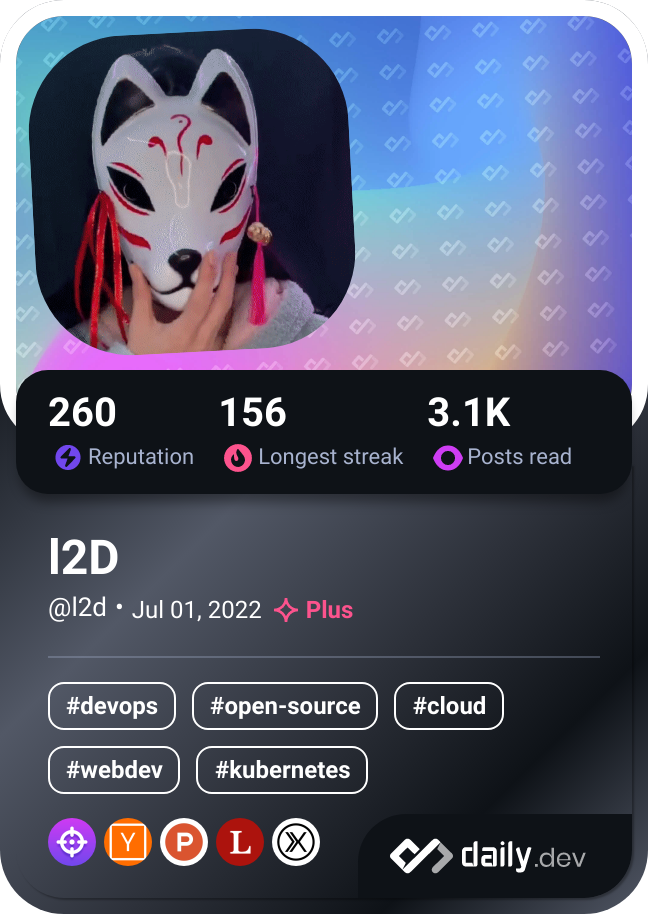 260 156 3.1K
Reputation Longest streak Posts read
l2D
@l2d • Jul 01, 2022 Plus
#devops #open-source #cloud
#webdev #kubernetes
Y P L X
daily.dev